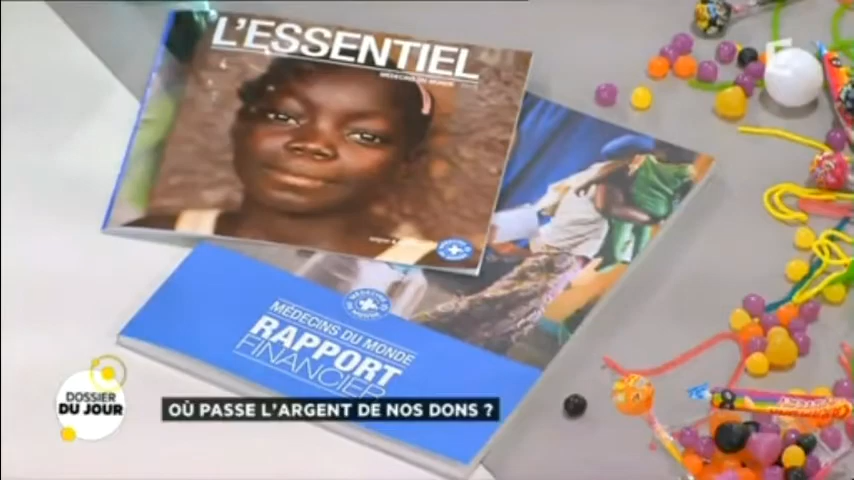 L'ESSENTIEL
MÉDECINS DU MONDE
MÉDECINS DU MONDE
RAPPORT
FINANCIER
DOSSIER
DU JOUR
OÙ PASSE L'ARGENT DE NOS DONS ?